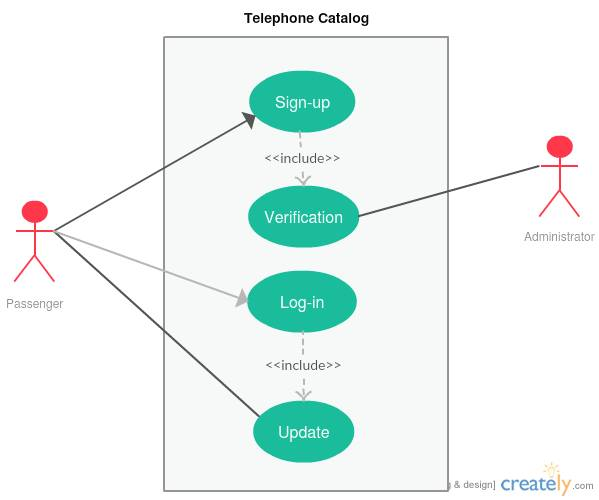 Telephone Catalog
Sign-up
<<include>>
Verification
Administrator
Passenger
Log-in
<<include>>
Update
& design]
creately.com